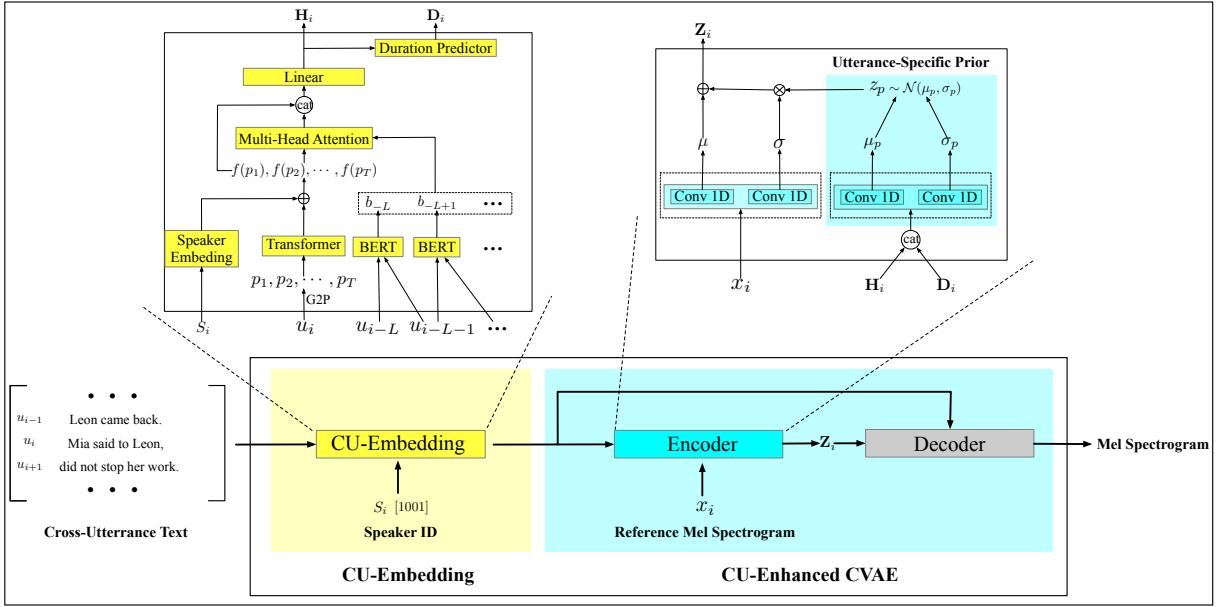 H_i D_i
Duration Predictor
Linear
cat
Multi-Head Attention
f(p_1), f(p_2), · · · , f(p_T)
b_{-L} b_{-L+1} •••
Speaker Embeding
Transformer
BERT BERT •••
p_1, p_2, · · · , p_T
G2P
S_i u_i u_{i-L} u_{i-L-1} •••
Z_i
Utterance-Specific Prior
z_p ∼ N(μ_p, σ_p)
μ σ μ_p σ_p
Conv 1D Conv 1D Conv 1D Conv 1D
cat
x_i H_i D_i
• • •
u_{i-1} Leon came back.
u_i Mia said to Leon,
u_{i+1} did not stop her work.
• • •
Cross-Utterrance Text
CU-Embedding
S_i [1001]
Speaker ID
CU-Embedding
Encoder Z_i Decoder Mel Spectrogram
x_i
Reference Mel Spectrogram
CU-Enhanced CVAE